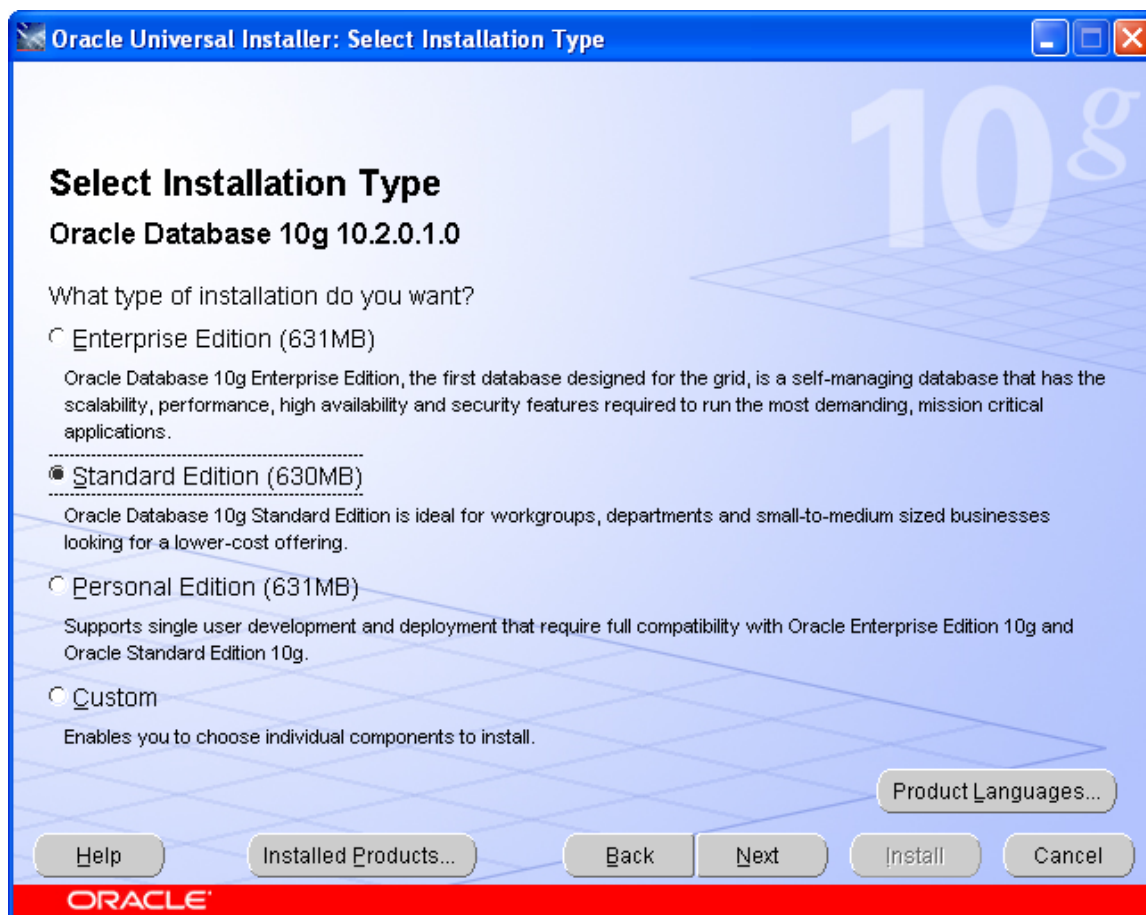 Oracle Universal Installer: Select Installation Type
10g
Select Installation Type
Oracle Database 10g 10.2.0.1.0
What type of installation do you want?
Enterprise Edition (631MB)
Oracle Database 10g Enterprise Edition, the first database designed for the grid, is a self-managing database that has the
scalability, performance, high availability and security features required to run the most demanding, mission critical
applications.
Standard Edition (630MB)
Oracle Database 10g Standard Edition is ideal for workgroups, departments and small-to-medium sized businesses
looking for a lower-cost offering.
Personal Edition (631MB)
Supports single user development and deployment that require full compatibility with Oracle Enterprise Edition 10g and
Oracle Standard Edition 10g.
Custom
Enables you to choose individual components to install.
Product Languages...
Help Installed Products... Back Next Install Cancel
ORACLE